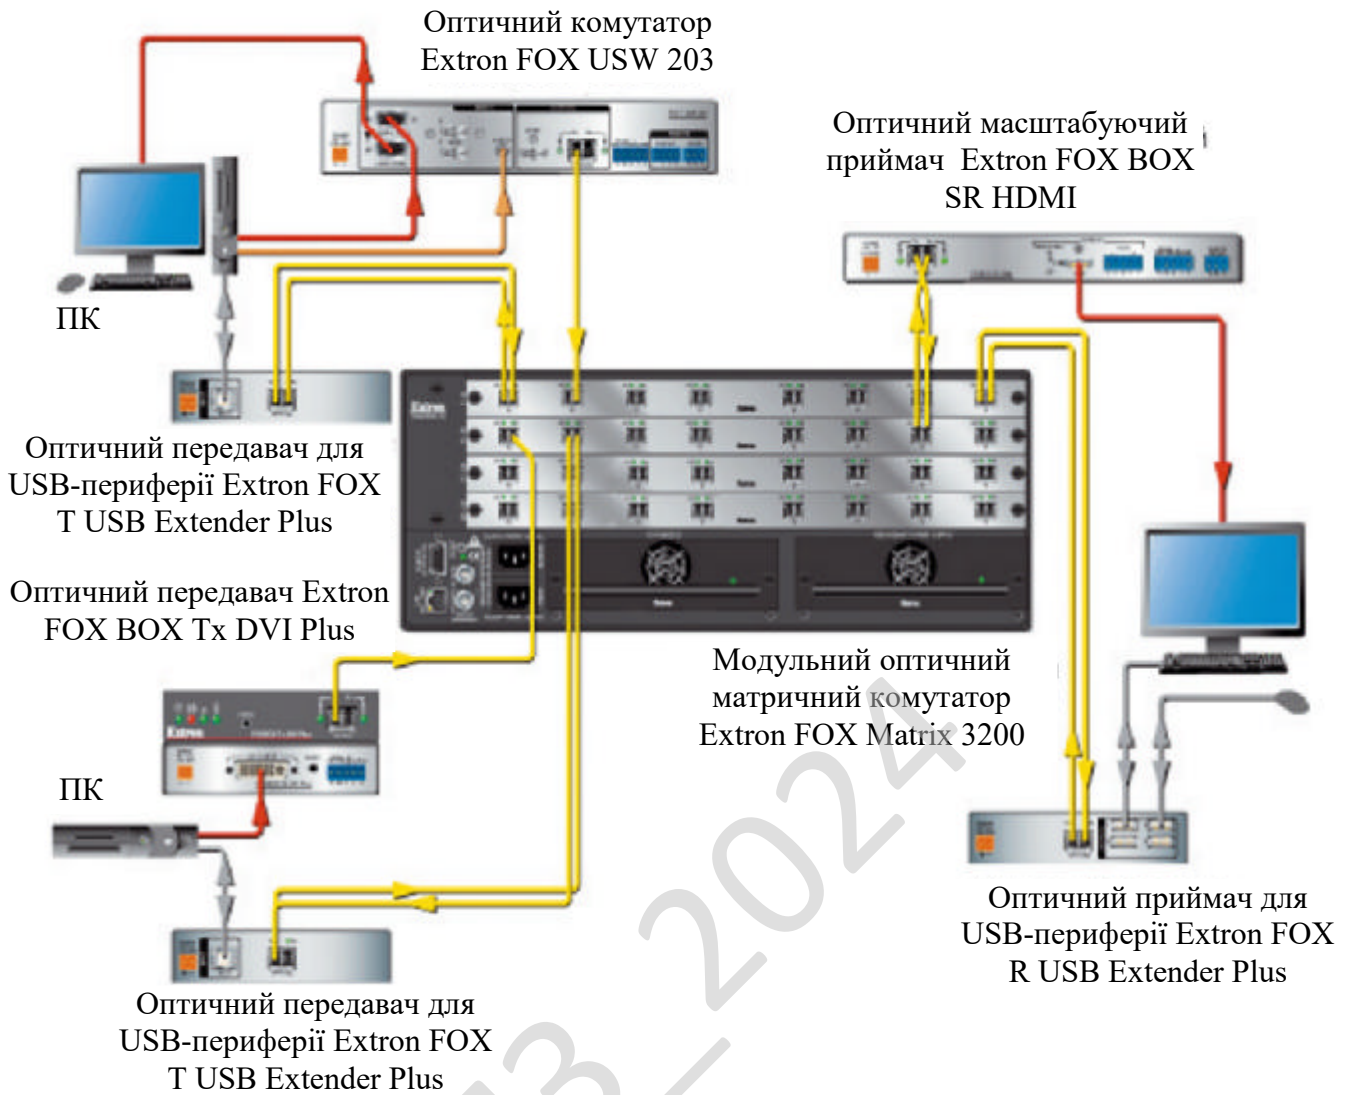 Оптичний комутатор
Extron FOX USW 203
Оптичний масштабуючий
приймач Extron FOX BOX
SR HDMI
ПК
Оптичний передавач для
USB-периферії Extron FOX
T USB Extender Plus
Оптичний передавач Extron
FOX BOX Tx DVI Plus
Модульний оптичний
матричний комутатор
Extron FOX Matrix 3200
ПК
Оптичний приймач для
USB-периферії Extron FOX
R USB Extender Plus
Оптичний передавач для
USB-периферії Extron FOX
T USB Extender Plus
Extron
Extron
3_2024